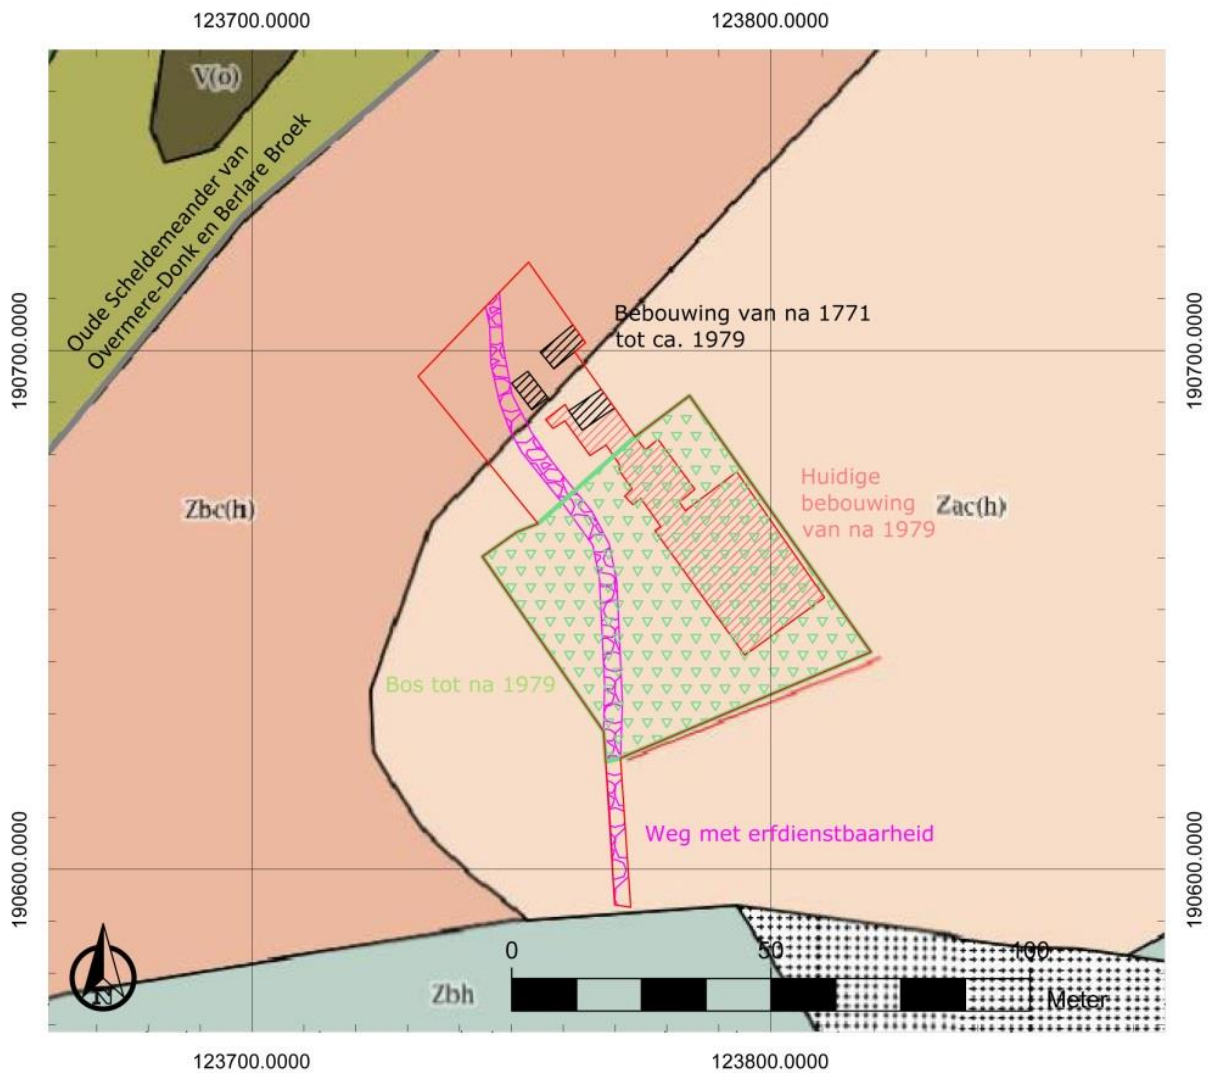 123700.0000
123800.0000
V(o)
Oude Scheldemeander van
Overmere-Donk en Berlare Broek
190700.0000
190700.0000
Bebouwing van na 1771
tot ca. 1979
Huidige
bebouwing
van na 1979
Zbc(h)
Zac(h)
Bos tot na 1979
Weg met erfdienstbaarheid
190600.0000
190600.0000
N
Zbh
0
50
100
Meter
123700.0000
123800.0000